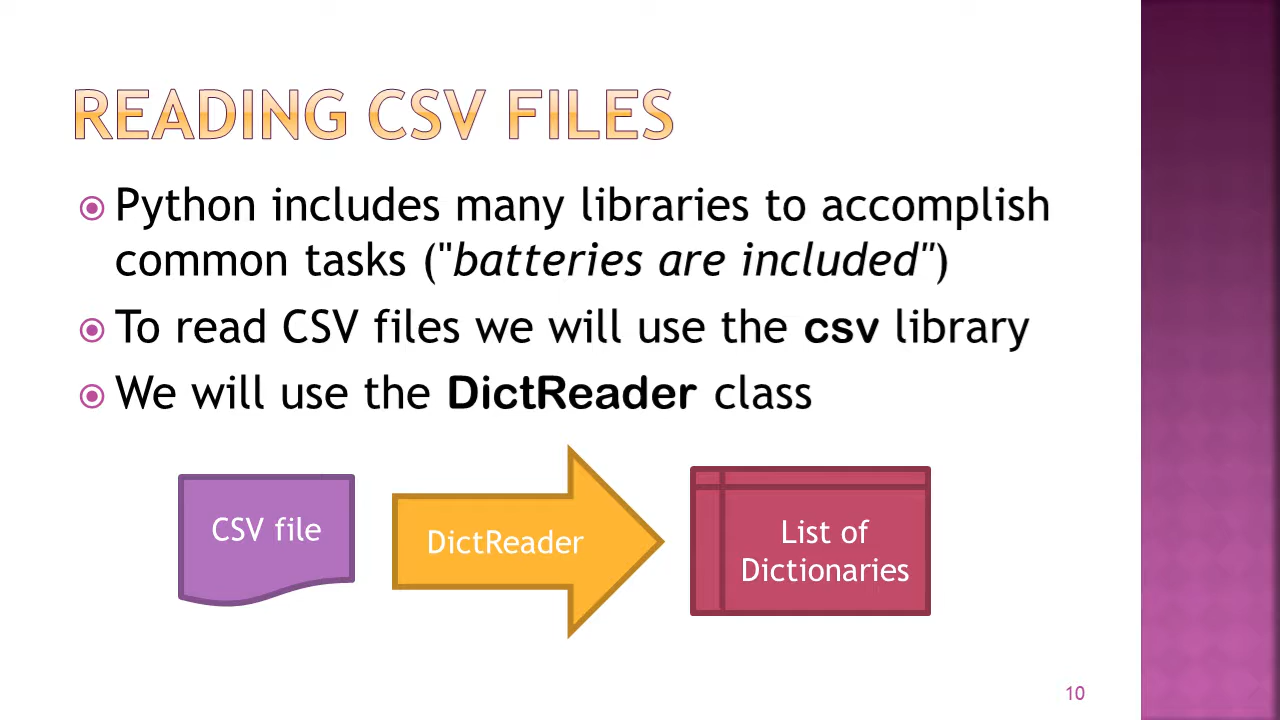 READING CSV FILES
Python includes many libraries to accomplish
common tasks ("batteries are included")
To read CSV files we will use the csv library
We will use the DictReader class
CSV file
DictReader
List of
Dictionaries
10